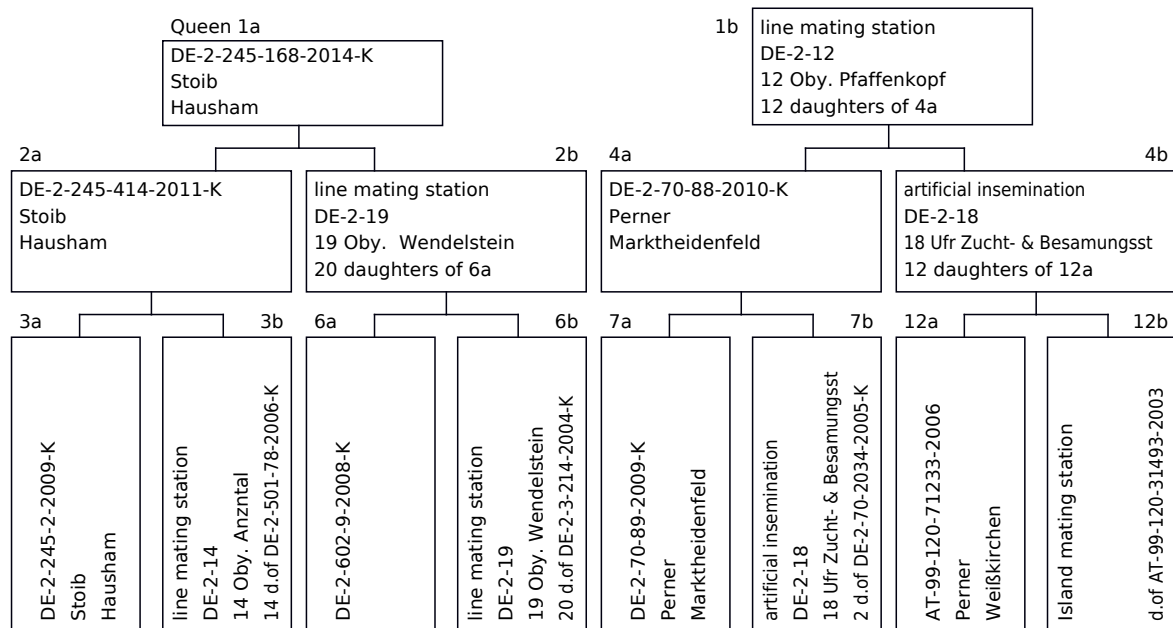 Queen 1a
DE-2-245-168-2014-K
Stoib
Hausham
1b
line mating station
DE-2-12
12 Oby. Pfaffenkopf
12 daughters of 4a
2a
DE-2-245-414-2011-K
Stoib
Hausham
2b
line mating station
DE-2-19
19 Oby.  Wendelstein
20 daughters of 6a
4a
DE-2-70-88-2010-K
Perner
Marktheidenfeld
4b
artificial insemination
DE-2-18
18 Ufr Zucht- & Besamungsst
12 daughters of 12a
3a
DE-2-245-2-2009-K
Stoib
Hausham
3b
line mating station
DE-2-14
14 Oby. Anzntal
14 d.of DE-2-501-78-2006-K
6a
DE-2-602-9-2008-K
6b
line mating station
DE-2-19
19 Oby. Wendelstein
20 d.of DE-2-3-214-2004-K
7a
DE-2-70-89-2009-K
Perner
Marktheidenfeld
7b
artificial insemination
DE-2-18
18 Ufr Zucht- & Besamungsst
2 d.of DE-2-70-2034-2005-K
12a
AT-99-120-71233-2006
Perner
Weißkirchen
12b
Island mating station
d.of AT-99-120-31493-2003